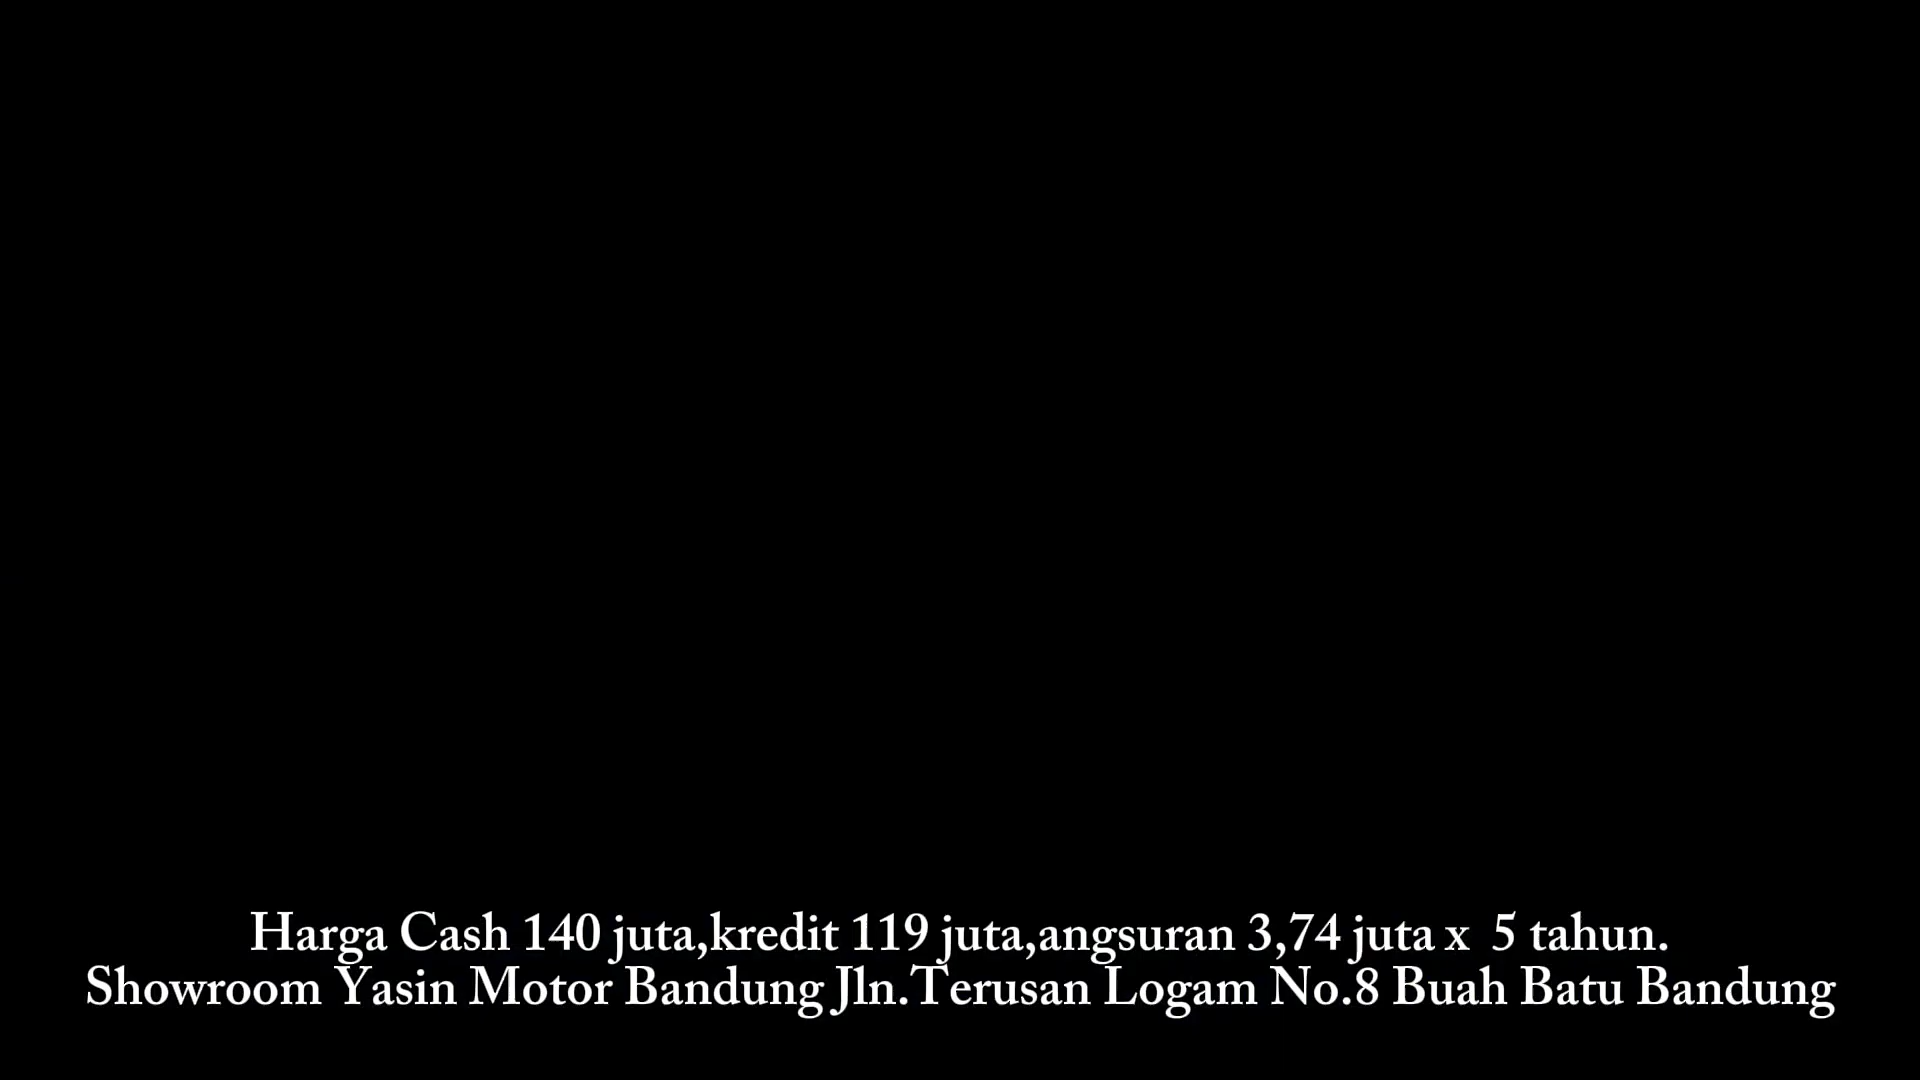 Harga Cash 140 juta,kredit 119 juta,angsuran 3,74 juta x  5 tahun.
Showroom Yasin Motor Bandung Jln.Terusan Logam No.8 Buah Batu Bandung